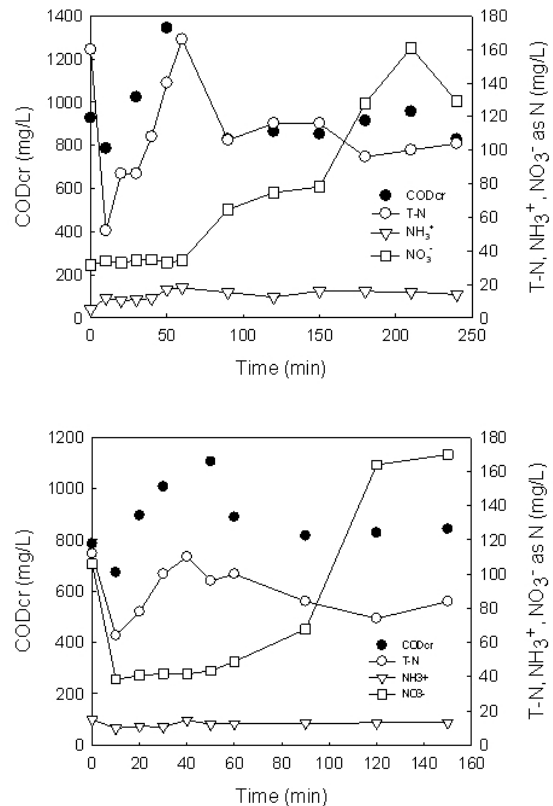 1400
1200
1000
800
600
400
200
0
CODcr (mg/L)
180
160
140
120
100
80
60
40
20
0
T-N, NH₃⁺, NO₃⁻ as N (mg/L)
CODcr
T-N
NH₃⁺
NO₃⁻
0 50 100 150 200 250
Time (min)
1200
1000
800
600
400
200
0
CODcr (mg/L)
180
160
140
120
100
80
60
40
20
0
T-N, NH₃⁺, NO₃⁻ as N (mg/L)
CODcr
T-N
NH3+
NO3-
0 20 40 60 80 100 120 140 160
Time (min)